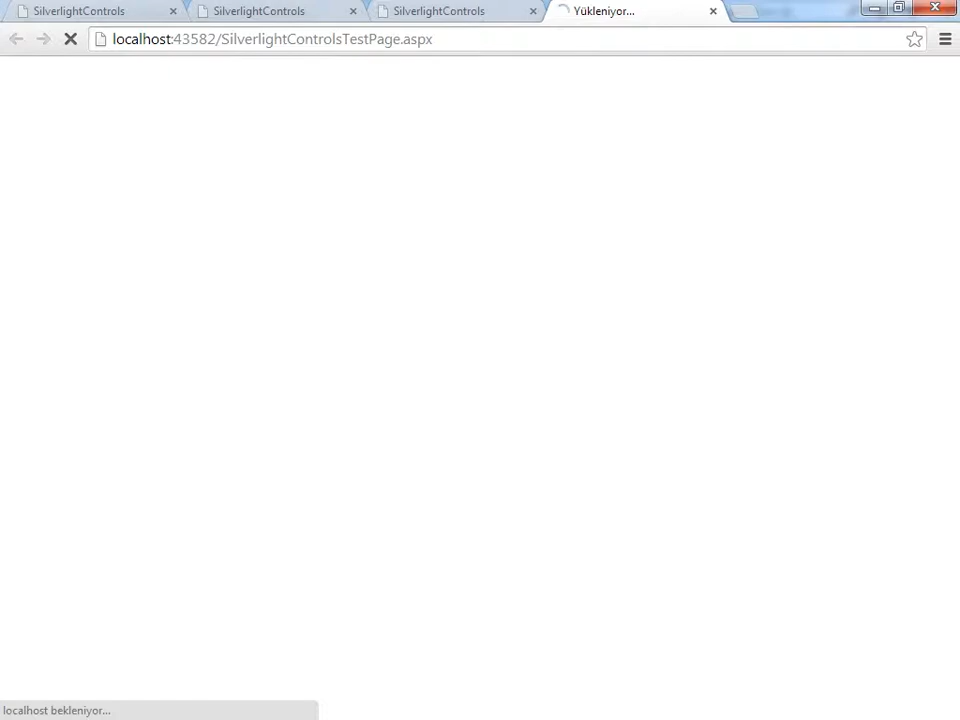 SilverlightControls
SilverlightControls
SilverlightControls
Yükleniyor...
localhost:43582/SilverlightControlsTestPage.aspx
localhost bekleniyor...